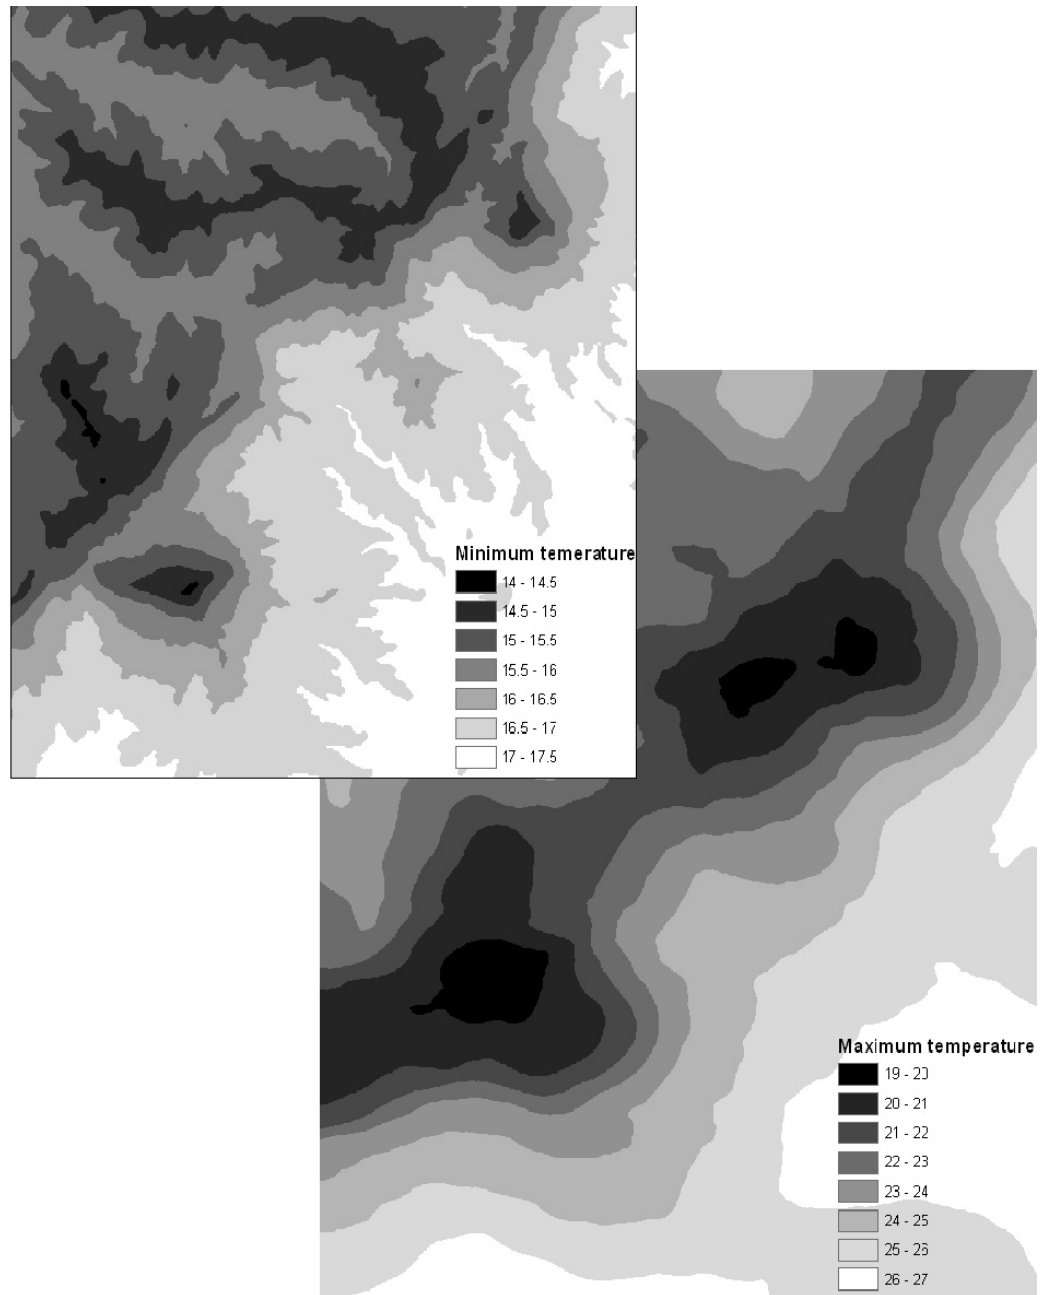 Minimum temerature
14 - 14.5
14.5 - 15
15 - 15.5
15.5 - 16
16 - 16.5
16.5 - 17
17 - 17.5
Maximum temperature
19 - 20
20 - 21
21 - 22
22 - 23
23 - 24
24 - 25
25 - 26
26 - 27